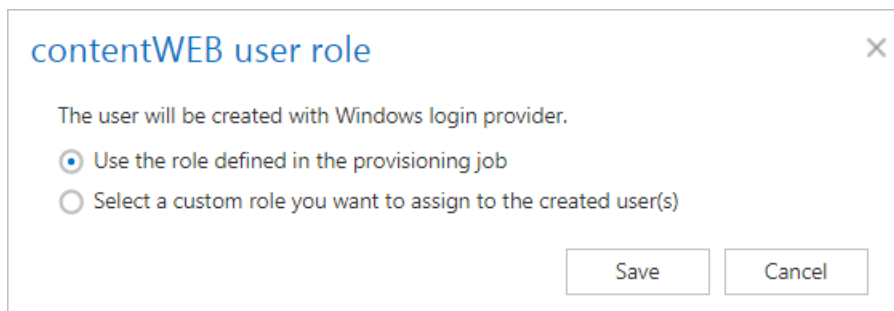 contentWEB user role
The user will be created with Windows login provider.
Use the role defined in the provisioning job
Select a custom role you want to assign to the created user(s)
Save
Cancel